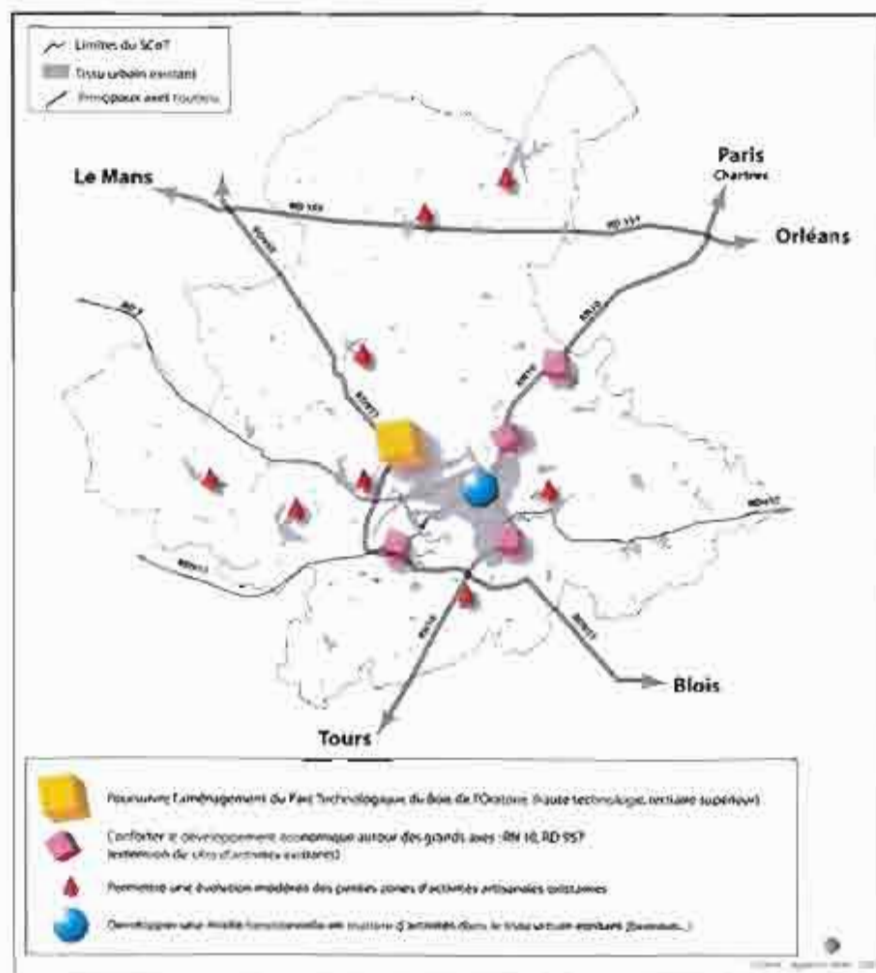 Limites du SCoT
Tissu urbain existant
Principaux axes routiers
Le Mans
Paris
Chartres
Orléans
RN10
RN10
RN10
Blois
Tours
Poursuivre l'aménagement du Parc Technologique du Bois de l'Oratoire (haute technologie, tertiaire supérieur)
Conforter le développement économique autour des grands axes : RN 10, RD 957
(extension de sites d'activités existants)
Permettre une évolution modérée des petites zones d'activités artisanales existantes
Développer une mixité fonctionnelle en matière d'activités dans le tissu urbain existant